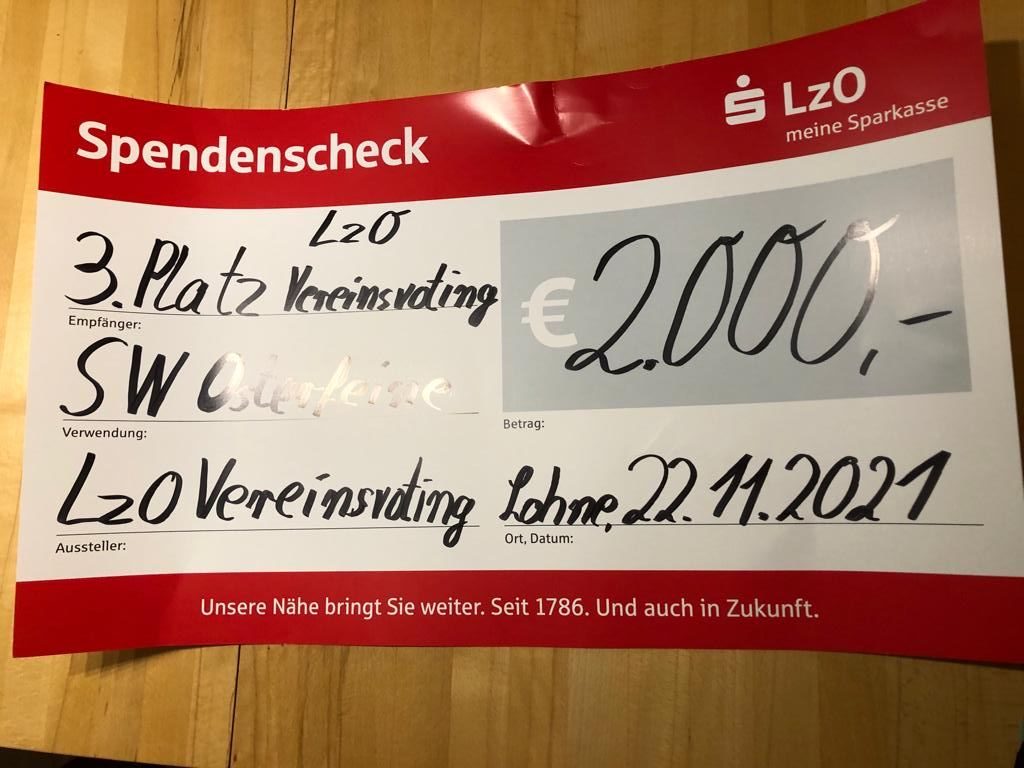 Spendenscheck
LzO
meine Sparkasse
LzO
3. Platz Vereinsvoting
Empfänger:
€ 2.000,-
SW Osterfeine
Verwendung:
Betrag:
LzO Vereinsvoting
Lohne, 22.11.2021
Aussteller:
Ort, Datum:
Unsere Nähe bringt Sie weiter. Seit 1786. Und auch in Zukunft.